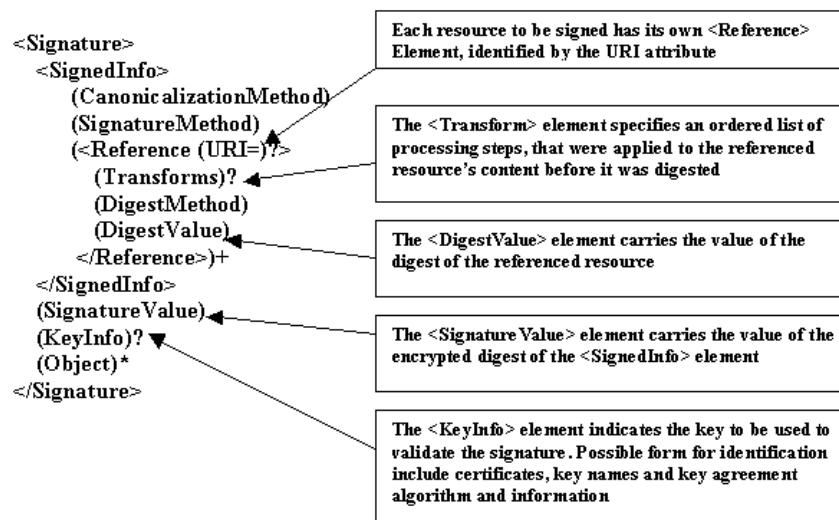 <Signature>
<SignedInfo>
(CanonicalizationMethod)
(SignatureMethod)
(<Reference (URI=)?>
(Transforms)?
(DigestMethod)
(DigestValue)
</Reference>)+
</SignedInfo>
(SignatureValue)
(KeyInfo)?
(Object)*
</Signature>
Each resource to be signed has its own <Reference>
Element, identified by the URI attribute
The <Transform> element specifies an ordered list of
processing steps, that were applied to the referenced
resource's content before it was digested
The <DigestValue> element carries the value of the
digest of the referenced resource
The <SignatureValue> element carries the value of the
encrypted digest of the <SignedInfo> element
The <KeyInfo> element indicates the key to be used to
validate the signature. Possible form for identification
include certificates, key names and key agreement
algorithm and information